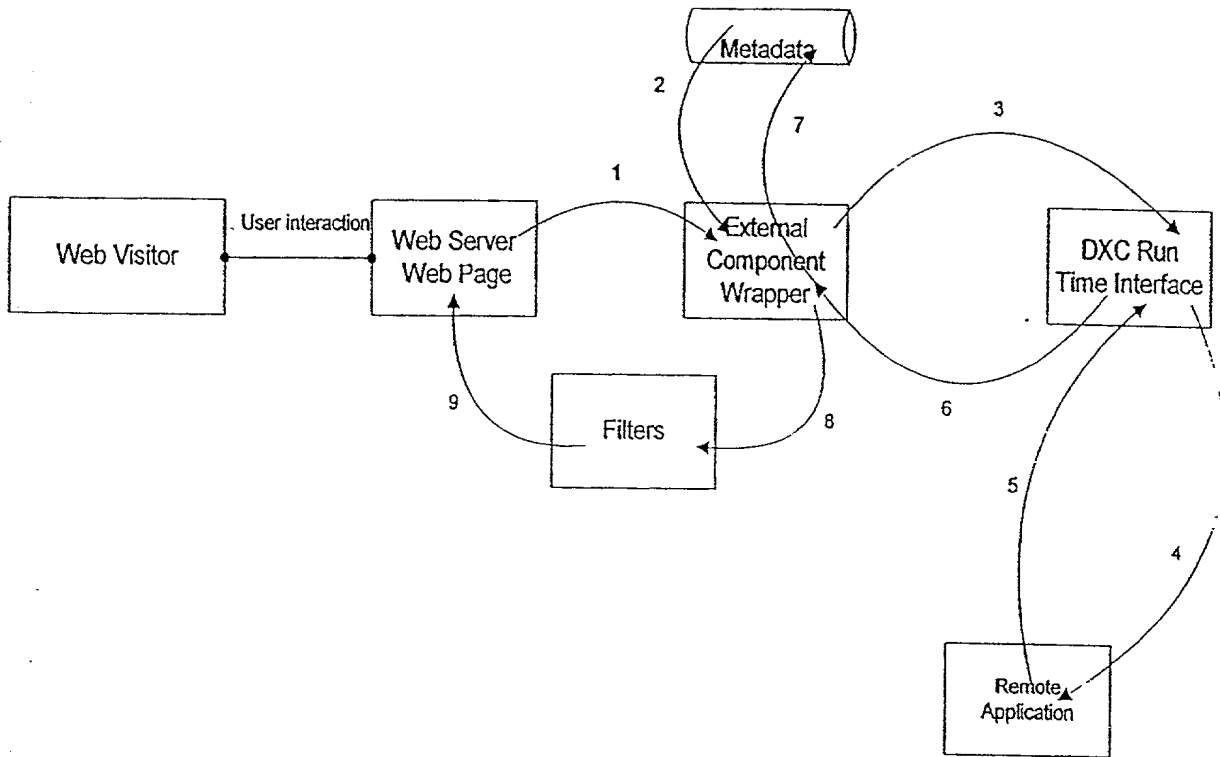 Metadata
2
7
3
1
Web Visitor
User interaction
Web Server
Web Page
External
Component
Wrapper
DXC Run
Time Interface
9
Filters
8
6
5
4
Remote
Application